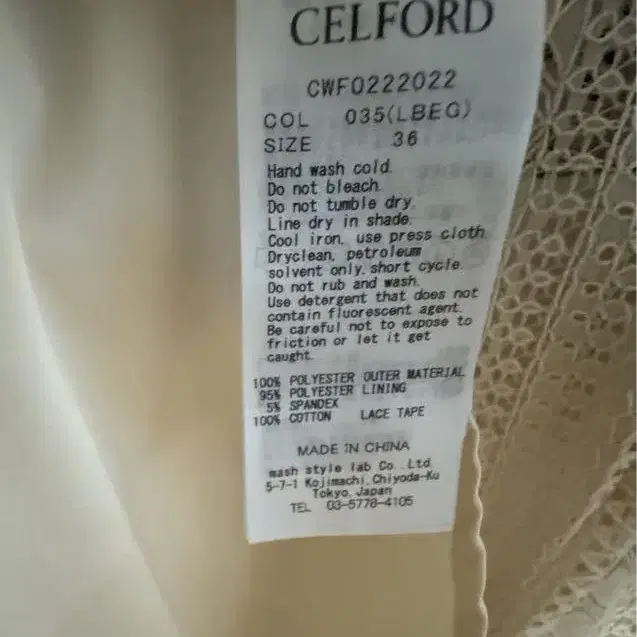 CELFORD
CWF0222022
COL 035(LBEG)
SIZE 36
Hand wash cold.
Do not bleach.
Do not tumble dry.
Line dry in shade.
Cool iron, use press cloth
Dryclean, petroleum
solvent only, short cycle.
Do not rub and wash.
Use detergent that does not
contain fluorescent agent.
Be careful not to expose to
friction or let it get
caught.
100% POLYESTER OUTER MATERIAL
95% POLYESTER LINING
5% SPANDEX
100% COTTON LACE TAPE
MADE IN CHINA
mash style lab Co.,Ltd.
5-7-1 Kojimachi,Chiyoda-Ku
Tokyo,Japan
TEL 03-5778-4105